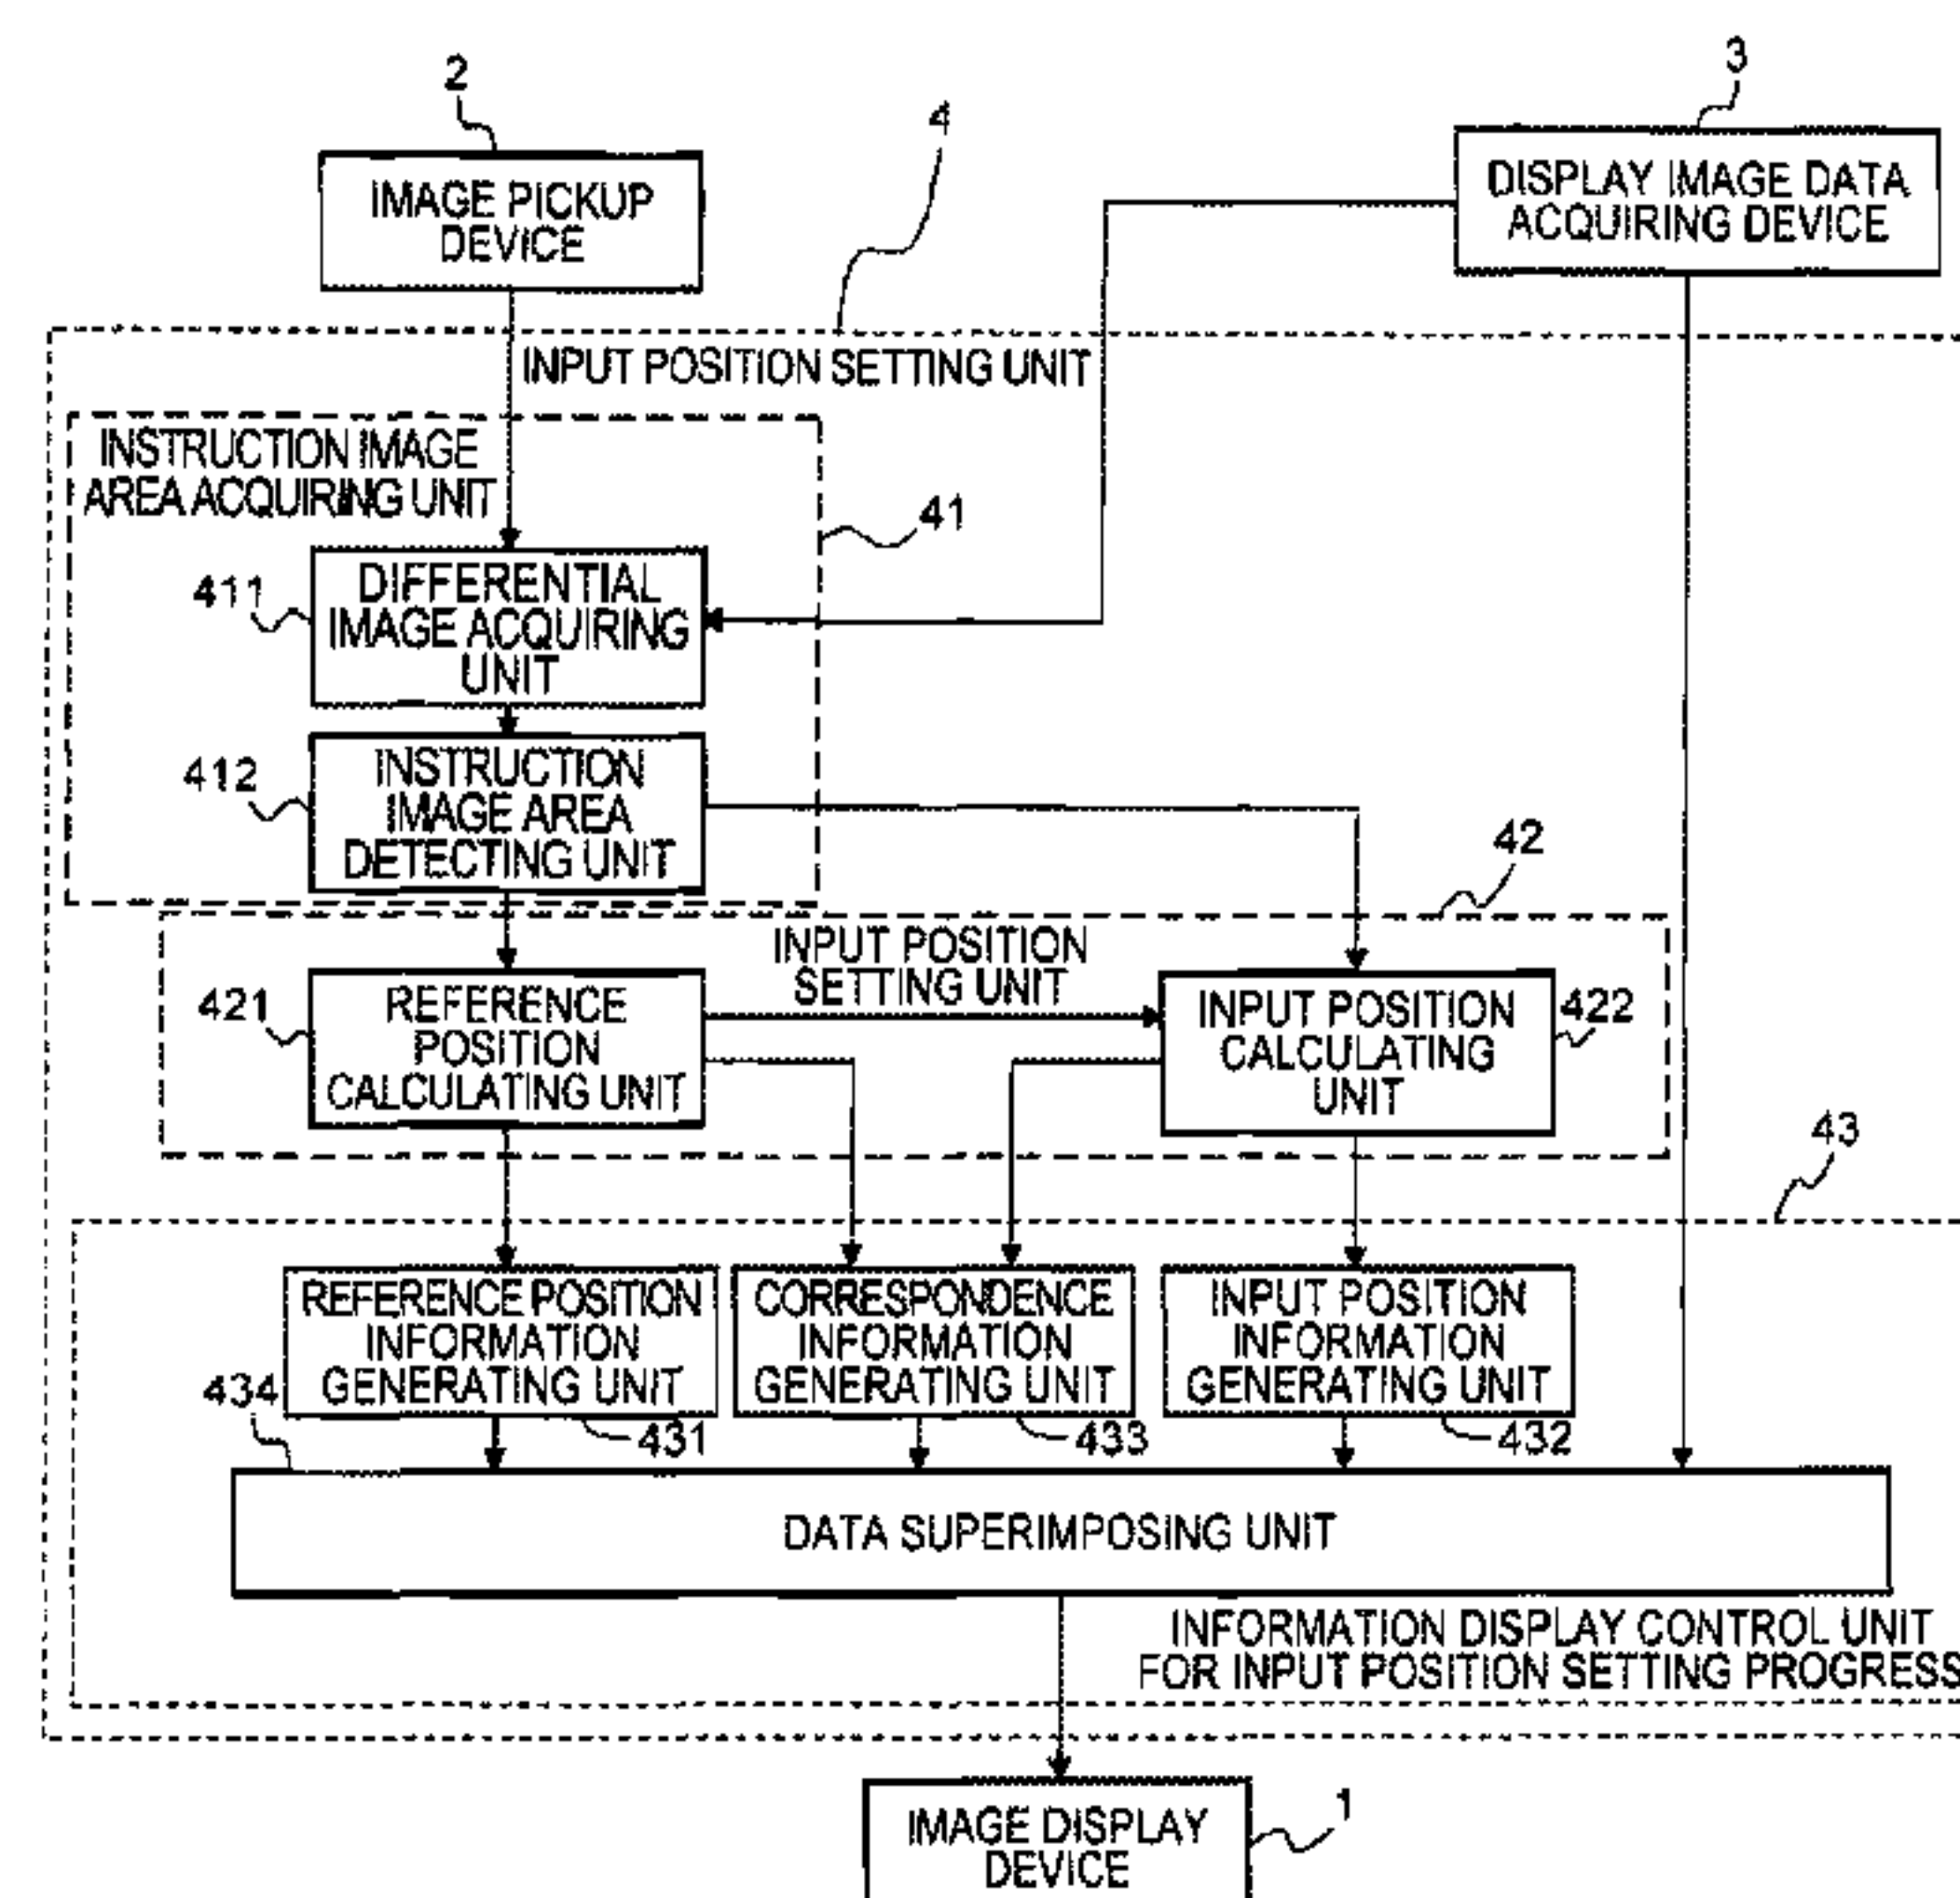 2
3
4
IMAGE PICKUP
DEVICE
DISPLAY IMAGE DATA
ACQUIRING DEVICE
INPUT POSITION SETTING UNIT
INSTRUCTION IMAGE
AREA ACQUIRING UNIT
41
411
DIFFERENTIAL
IMAGE ACQUIRING
UNIT
412
INSTRUCTION
IMAGE AREA
DETECTING UNIT
42
INPUT POSITION
SETTING UNIT
421
REFERENCE
POSITION
CALCULATING UNIT
INPUT POSITION
CALCULATING
UNIT
422
43
REFERENCE POSITION
INFORMATION
GENERATING UNIT
CORRESPONDENCE
INFORMATION
GENERATING UNIT
INPUT POSITION
INFORMATION
GENERATING UNIT
434
431
433
432
DATA SUPERIMPOSING UNIT
INFORMATION DISPLAY CONTROL UNIT
FOR INPUT POSITION SETTING PROGRESS
IMAGE DISPLAY
DEVICE
1